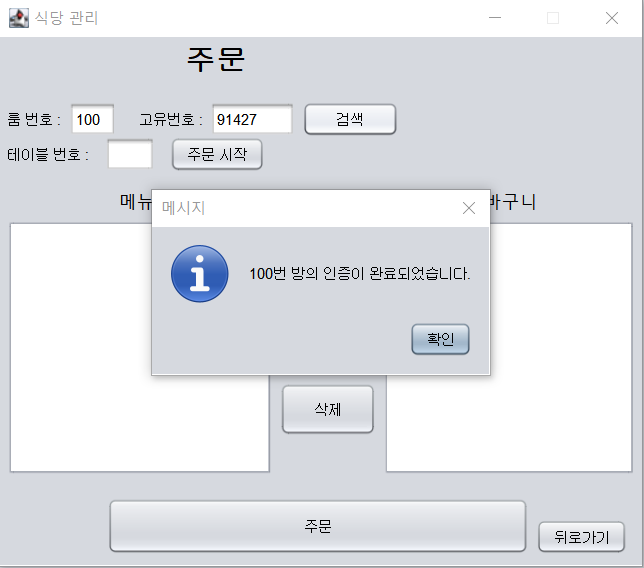 식당 관리
주문
룸 번호 : 100 고유번호 : 91427 검색
테이블 번호 : 주문 시작
메뉴 바구니
메시지
100번 방의 인증이 완료되었습니다.
확인
삭제
주문
뒤로가기